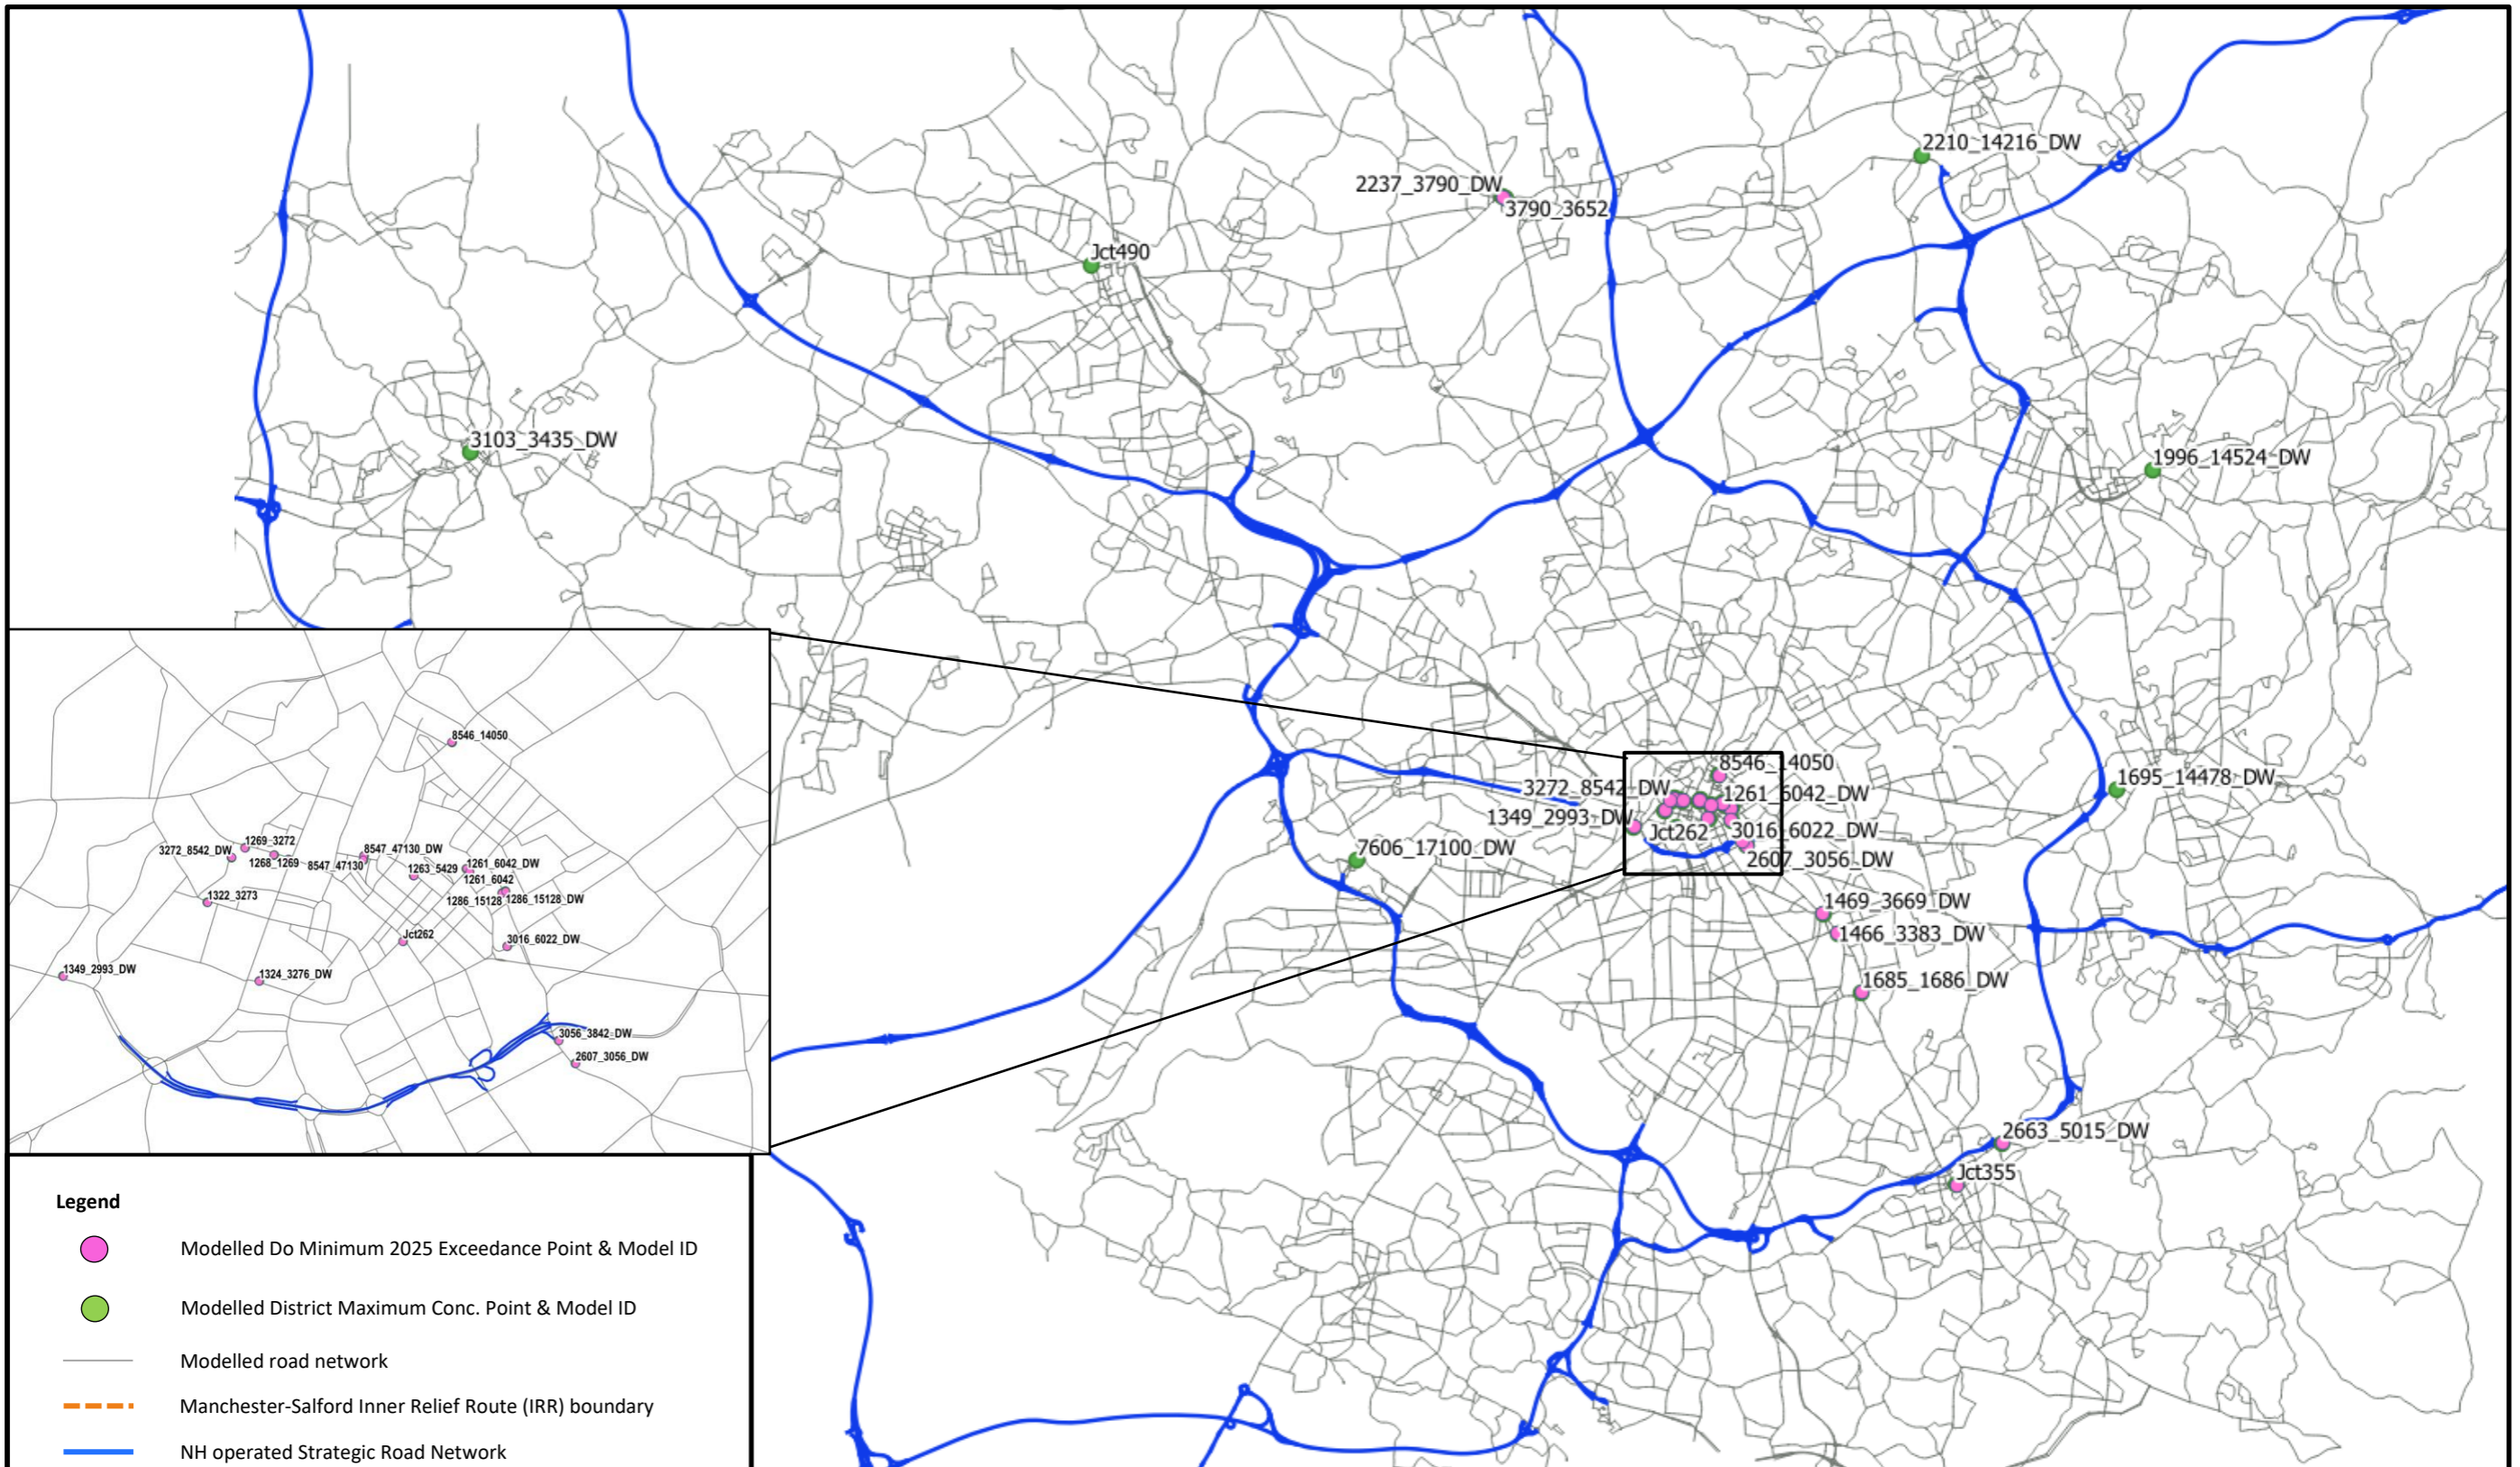 2210_14216_DW
2237_3790_DW
3790_3652
Jct490
3103_3435_DW
1996_14524_DW
8546_14050
1695_14478_DW
3272_8542_DW
1261_6042_DW
1349_2993_DW
Jct262
3016_6022_DW
7606_17100_DW
2607_3056_DW
1469_3669_DW
1466_3383_DW
1685_1686_DW
2663_5015_DW
Jct355
8546_14050
1269_3272
3272_8542_DW
1268_1269
8547_47130_DW
8547_47130
1263_5429
1261_6042_DW
1261_6042
1286_15128
1286_15128_DW
1322_3273
Jct262
3016_6022_DW
1349_2993_DW
1324_3276_DW
3056_3842_DW
2607_3056_DW
Legend
Modelled Do Minimum 2025 Exceedance Point & Model ID
Modelled District Maximum Conc. Point & Model ID
Modelled road network
Manchester-Salford Inner Relief Route (IRR) boundary
NH operated Strategic Road Network